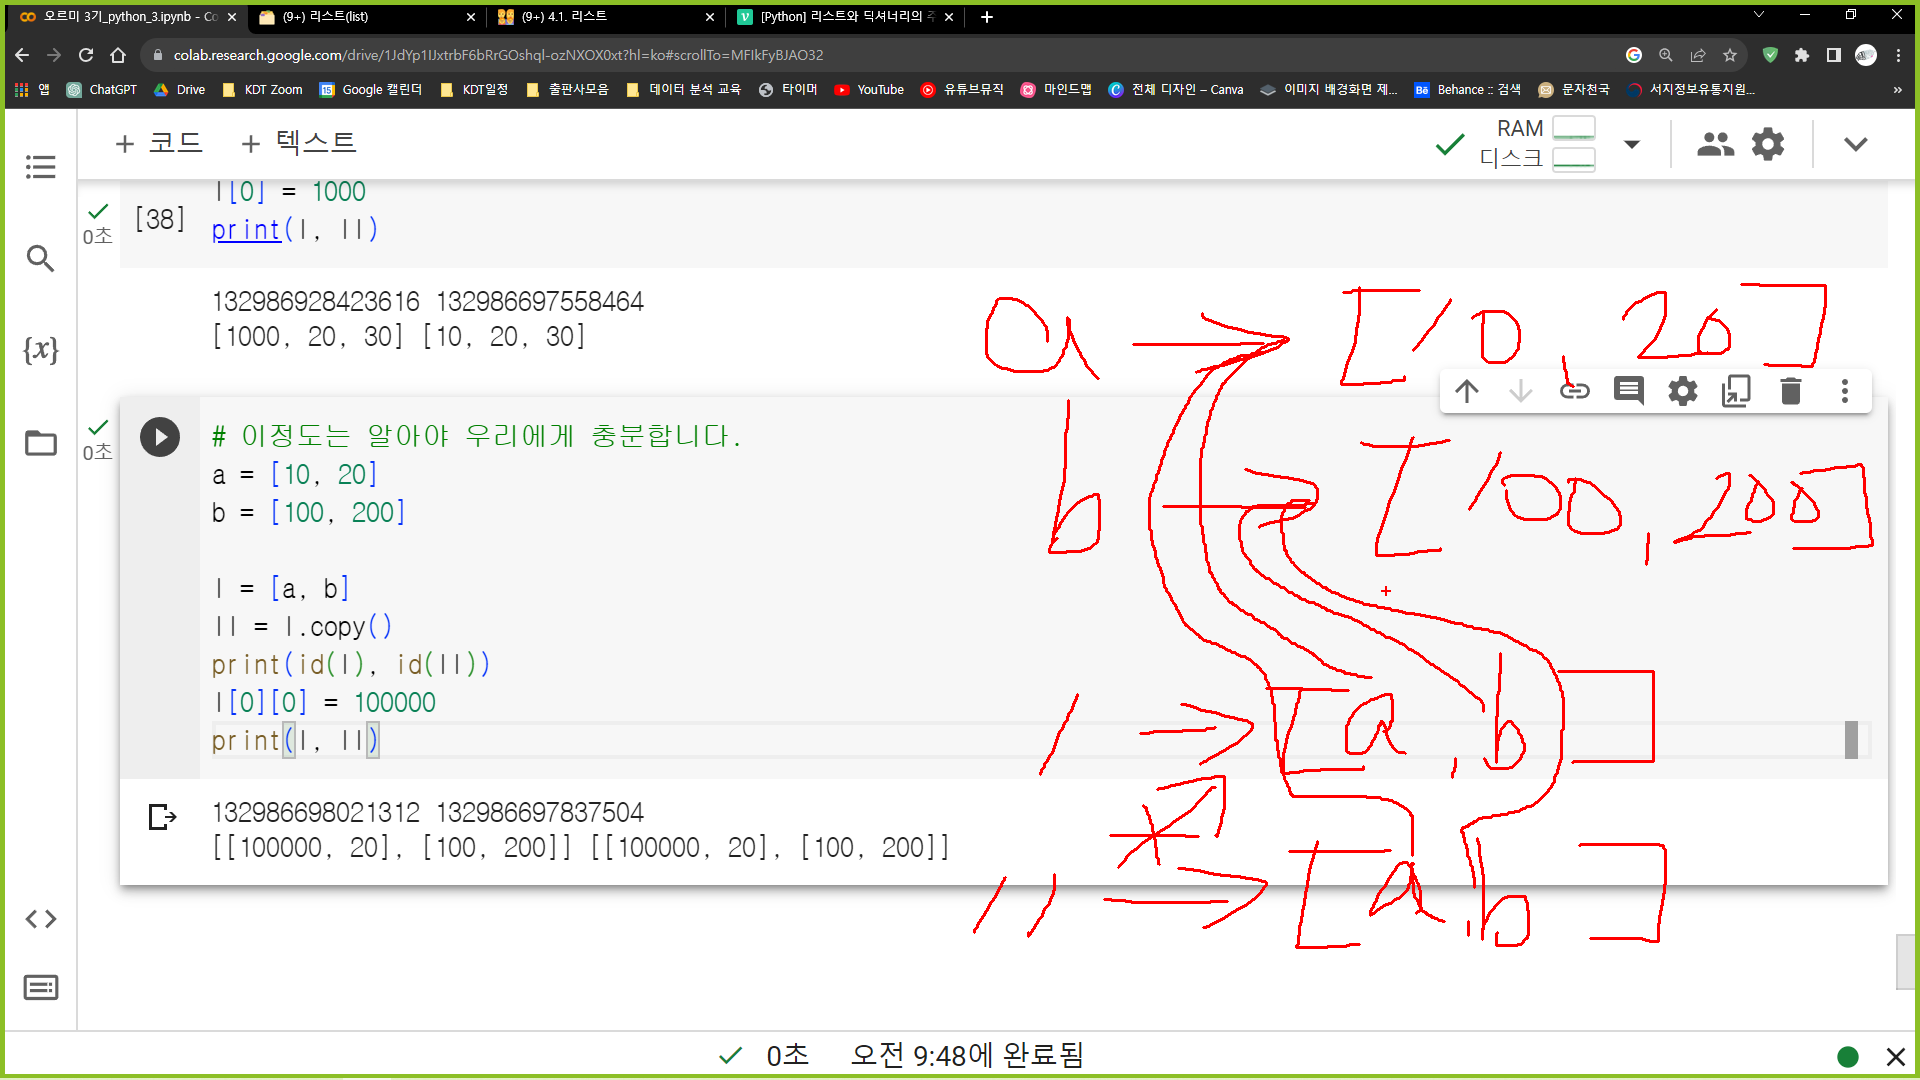 오르미 3기_python_3.ipynb - Co
(9+) 리스트(list)
(9+) 4.1. 리스트
[Python] 리스트와 딕셔너리의 주
colab.research.google.com/drive/1JdYp1IJxtrbF6bRrGOshqI-ozNXOX0xt?hl=ko#scrollTo=MFIkFyBJAO32
앱 ChatGPT Drive KDT Zoom Google 캘린더 KDT일정 출판사모음 데이터 분석 교육 타이머 YouTube 유튜브뮤직 마인드맵 전체 디자인 – Canva 이미지 배경화면 제... Behance :: 검색 문자천국 서지정보유통지원... »
+ 코드 + 텍스트
RAM
디스크
l[0] = 1000
[38]
print(l, ll)
0초
132986928423616 132986697558464
[1000, 20, 30] [10, 20, 30]
a → [10, 20]
0초
# 이정도는 알아야 우리에게 충분합니다.
a = [10, 20]
b = [100, 200]
b → [100, 200]
l = [a, b]
ll = l.copy()
print(id(l), id(ll))
l[0][0] = 100000
print(l, ll)
l → [a, b]
132986698021312 132986697837504
[[100000, 20], [100, 200]] [[100000, 20], [100, 200]]
ll → [a, b]
{x}
0초 오전 9:48에 완료됨